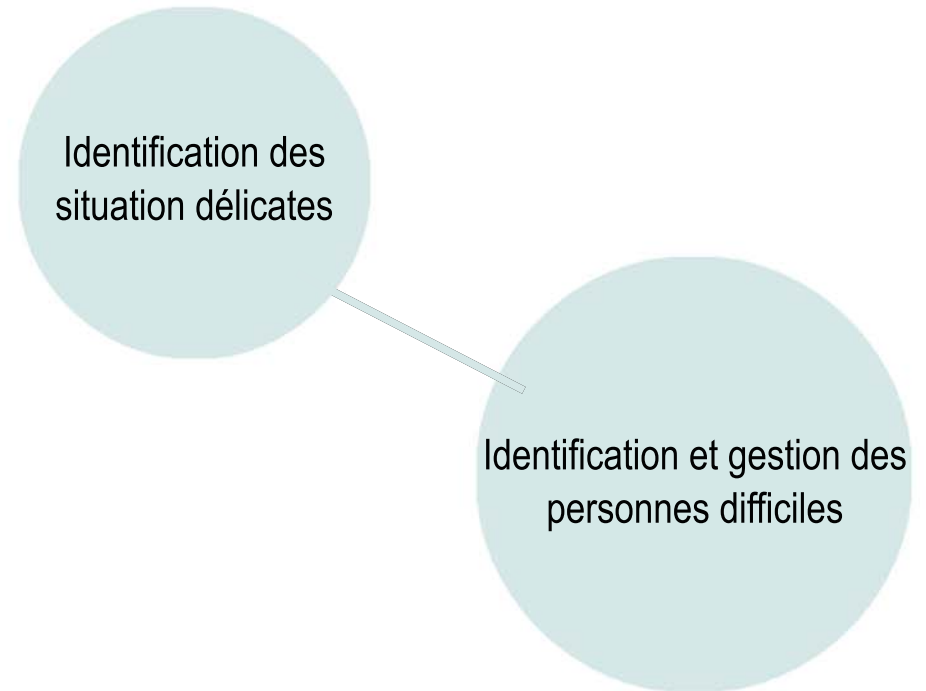 Identification des
situation délicates
Identification et gestion des
personnes difficiles